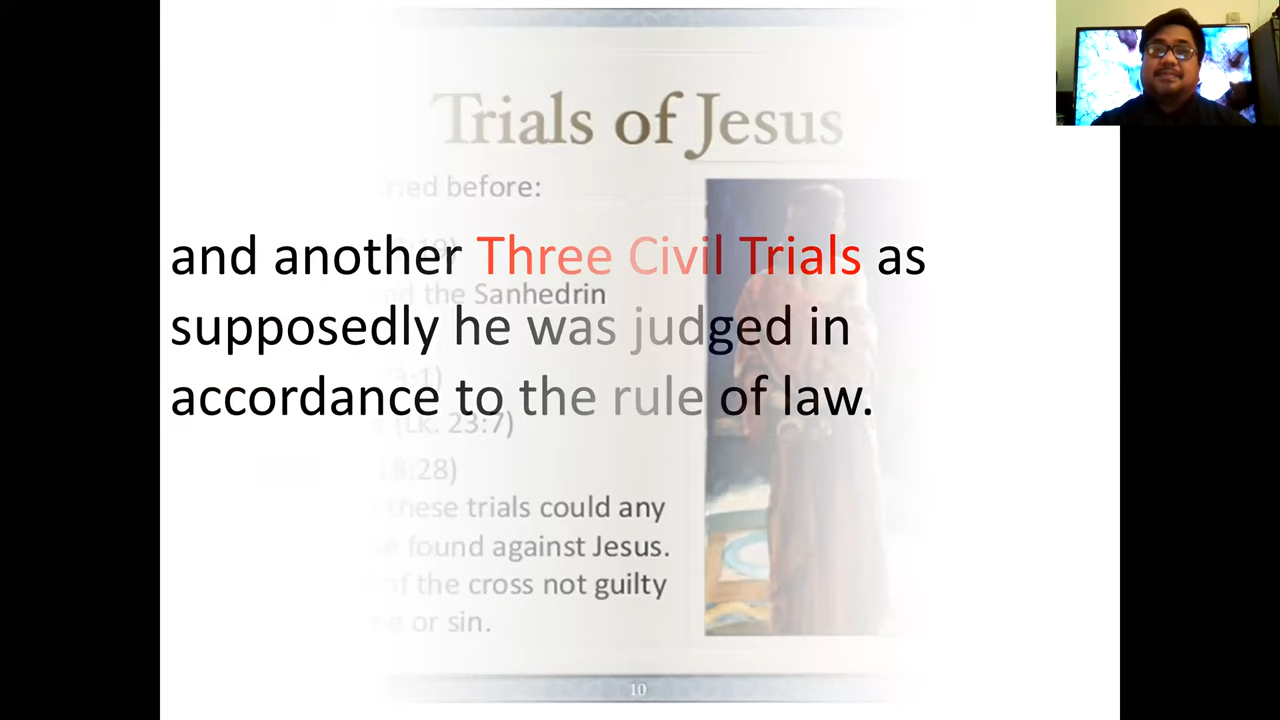 Trials of Jesus
before:
and another Three Civil Trials as
the Sanhedrin
supposedly he was judged in
accordance to the rule of law.
(Lk. 23:7)
:28)
these trials could any
found against Jesus.
of the cross not guilty
or sin.
10